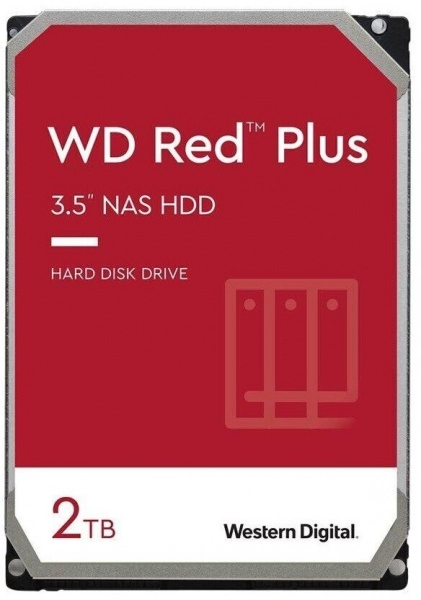 WD Red™ Plus
3.5" NAS HDD
HARD DISK DRIVE
2TB
Western Digital.